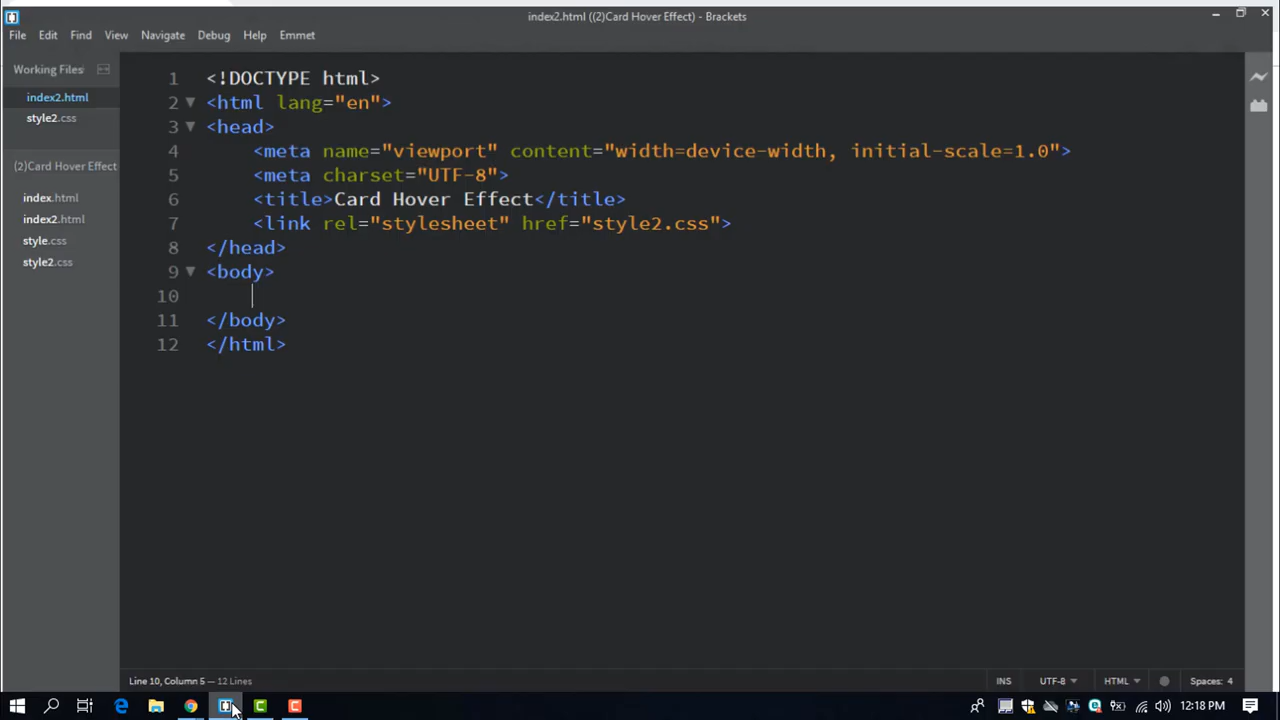 index2.html ((2)Card Hover Effect) - Brackets
File Edit Find View Navigate Debug Help Emmet
Working Files
index2.html
style2.css
(2)Card Hover Effect
index.html
index2.html
style.css
style2.css
1 <!DOCTYPE html>
2 <html lang="en">
3 <head>
4 <meta name="viewport" content="width=device-width, initial-scale=1.0">
5 <meta charset="UTF-8">
6 <title>Card Hover Effect</title>
7 <link rel="stylesheet" href="style2.css">
8 </head>
9 <body>
10
11 </body>
12 </html>
Line 10, Column 5 — 12 Lines
INS UTF-8 HTML Spaces: 4
12:18 PM